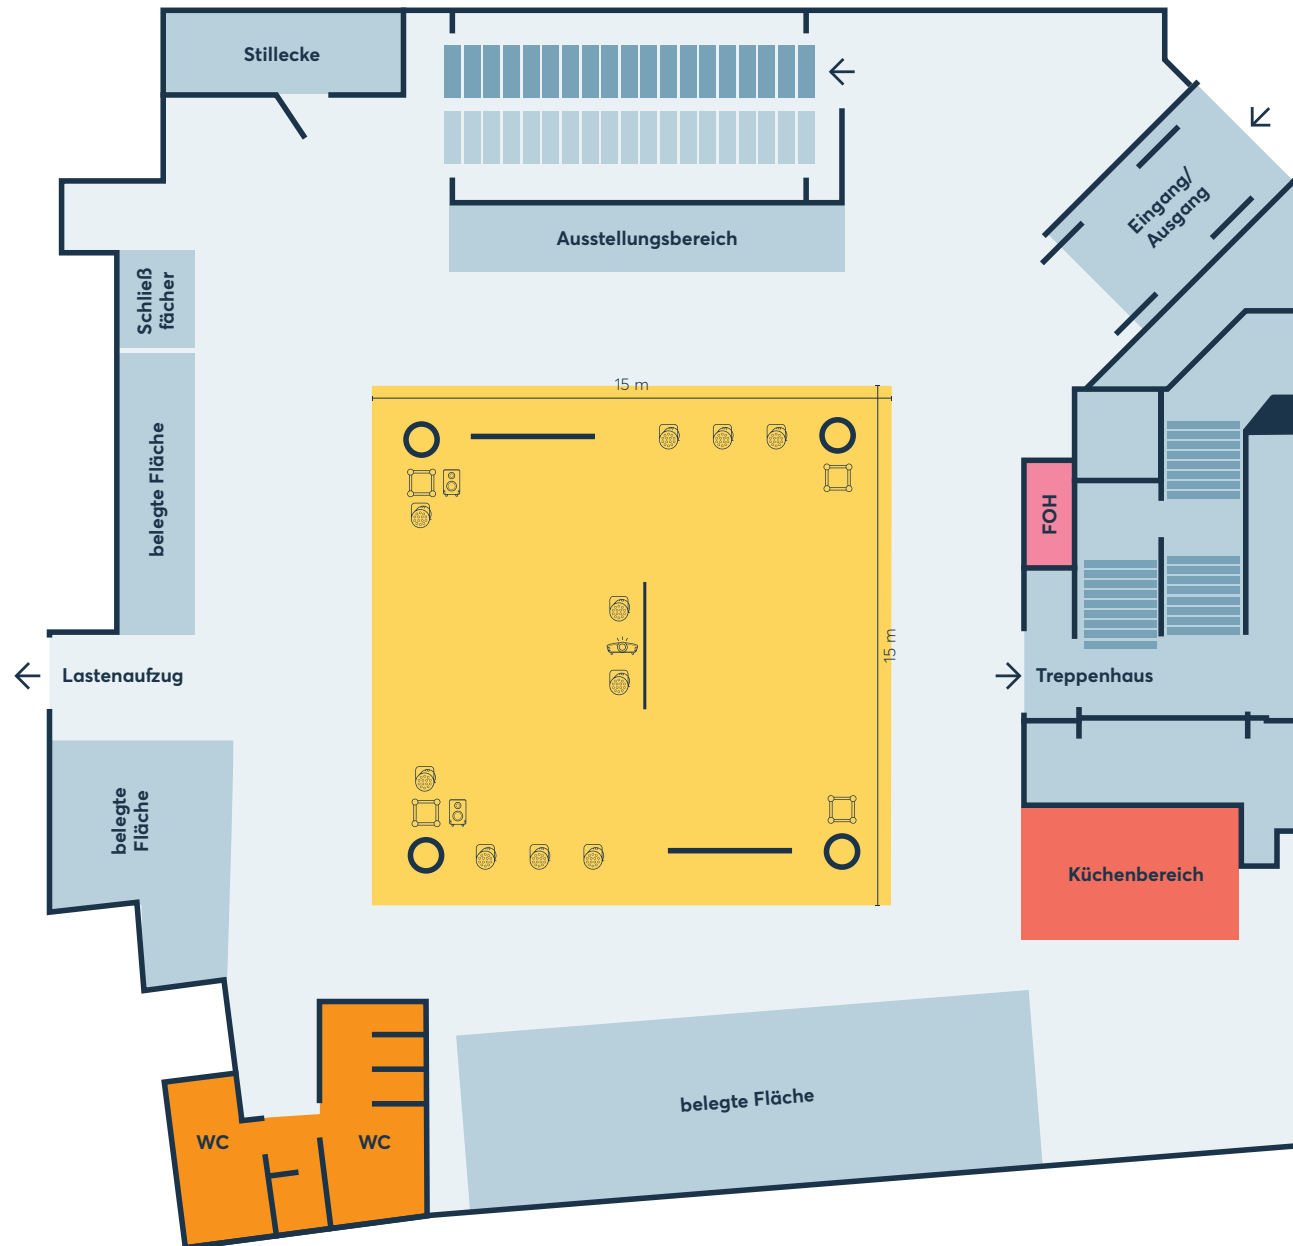 Stillecke
Eingang/
Ausgang
Ausstellungsbereich
Schließ
fächer
15 m
belegte Fläche
FOH
15 m
Lastenaufzug
Treppenhaus
belegte
Fläche
Küchenbereich
belegte Fläche
WC
WC